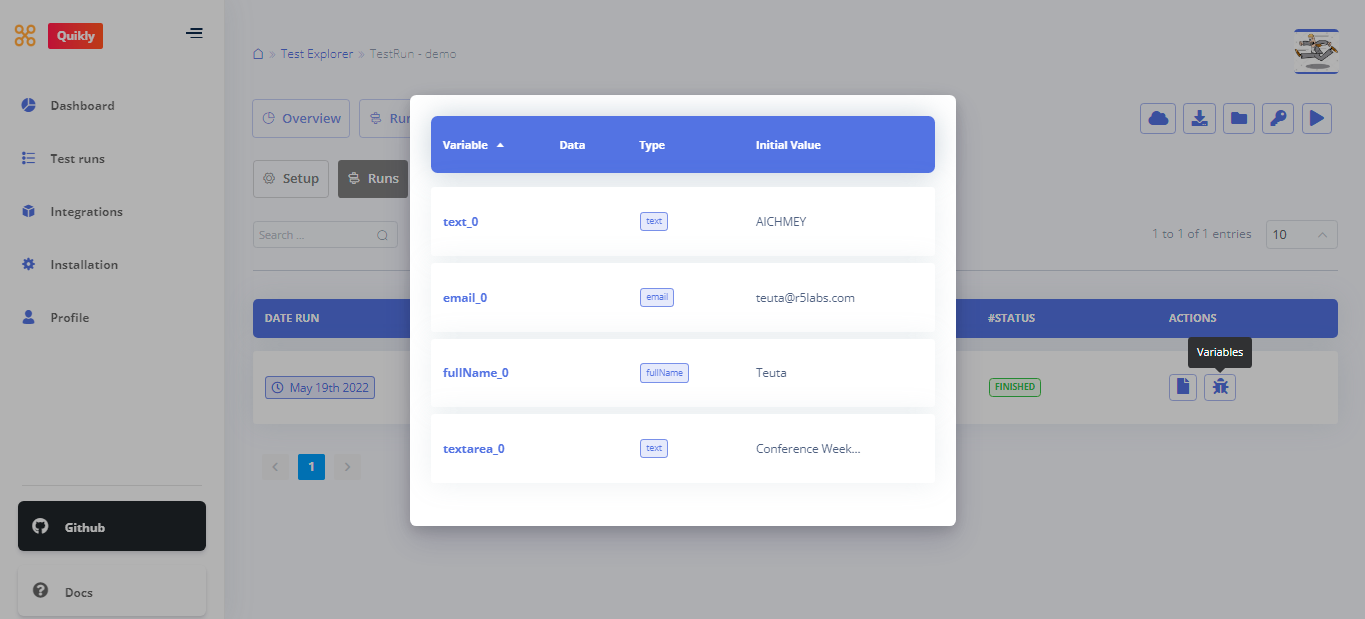 Quikly
Test Explorer » TestRun - demo
Dashboard
Test runs
Integrations
Installation
Profile
Github
Docs
Overview
Setup
Runs
Search ...
1 to 1 of 1 entries
10
DATE RUN
#STATUS
ACTIONS
Variables
May 19th 2022
FINISHED
1
Variable Data Type Initial Value
text_0 text AICHMEY
email_0 email teuta@r5labs.com
fullName_0 fullName Teuta
textarea_0 text Conference Week...